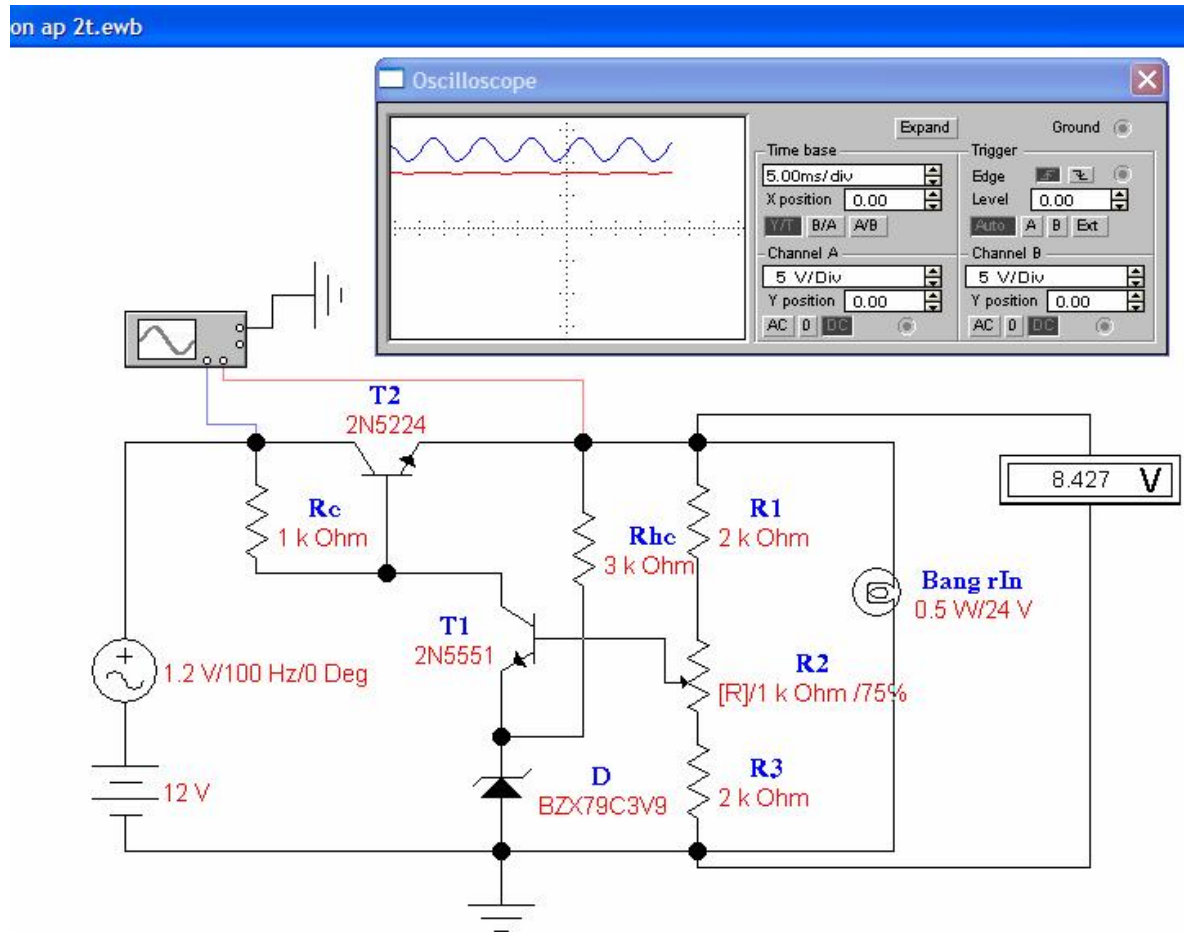 on ap 2t.ewb
Oscilloscope
Expand
Ground
Time base
5.00ms/div
X position 0.00
Y/T B/A A/B
Trigger
Edge
Level 0.00
Auto A B Ext
Channel A
5 V/Div
Y position 0.00
AC 0 DC
Channel B
5 V/Div
Y position 0.00
AC 0 DC
T2
2N5224
8.427 V
Rc
1 k Ohm
Rhc
3 k Ohm
R1
2 k Ohm
Bang rIn
0.5 W/24 V
T1
2N5551
R2
[R]/1 k Ohm /75%
1.2 V/100 Hz/0 Deg
12 V
D
BZX79C3V9
R3
2 k Ohm